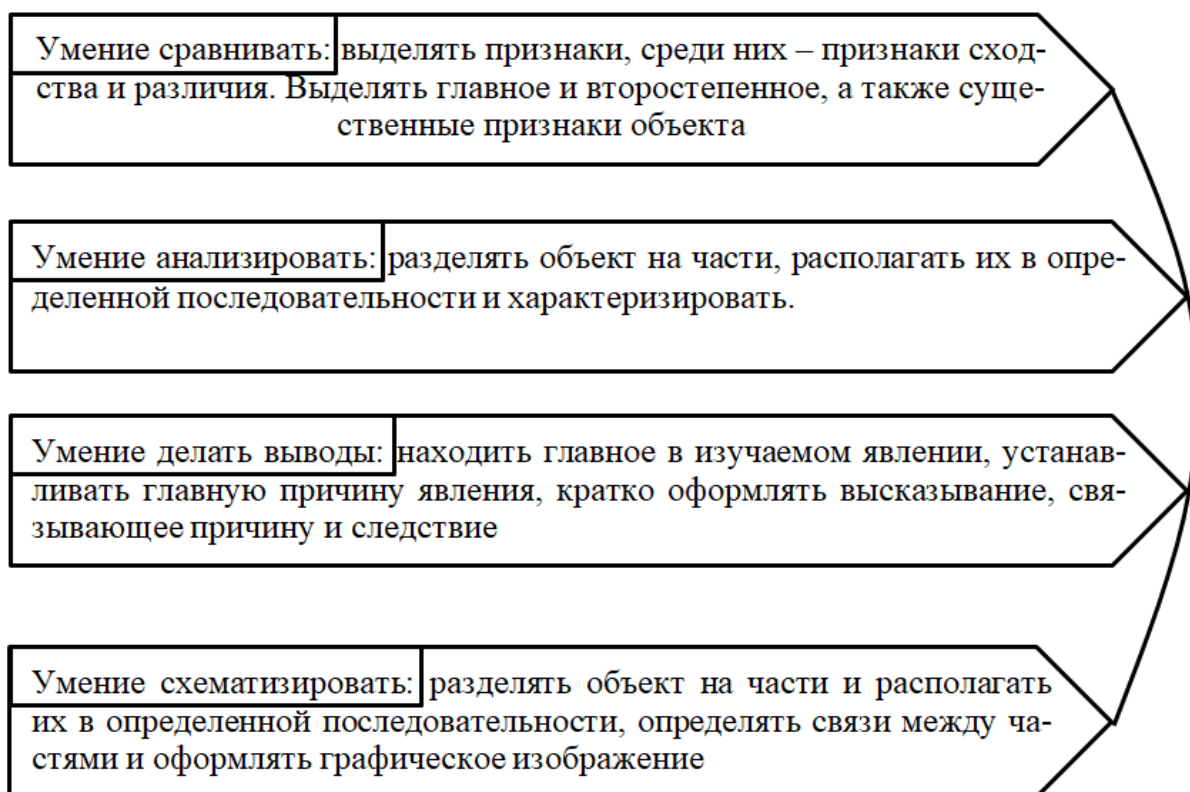 Умение сравнивать: выделять признаки, среди них – признаки сход-
ства и различия. Выделять главное и второстепенное, а также суще-
ственные признаки объекта
Умение анализировать: разделять объект на части, располагать их в опре-
деленной последовательности и характеризировать.
Умение делать выводы: находить главное в изучаемом явлении, устанав-
ливать главную причину явления, кратко оформлять высказывание, свя-
зывающее причину и следствие
Умение схематизировать: разделять объект на части и располагать
их в определенной последовательности, определять связи между ча-
стями и оформлять графическое изображение